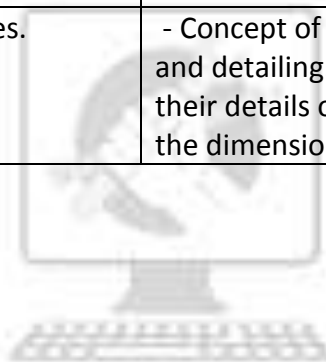 es.
- Concept of
and detailing
their details
the dimensio